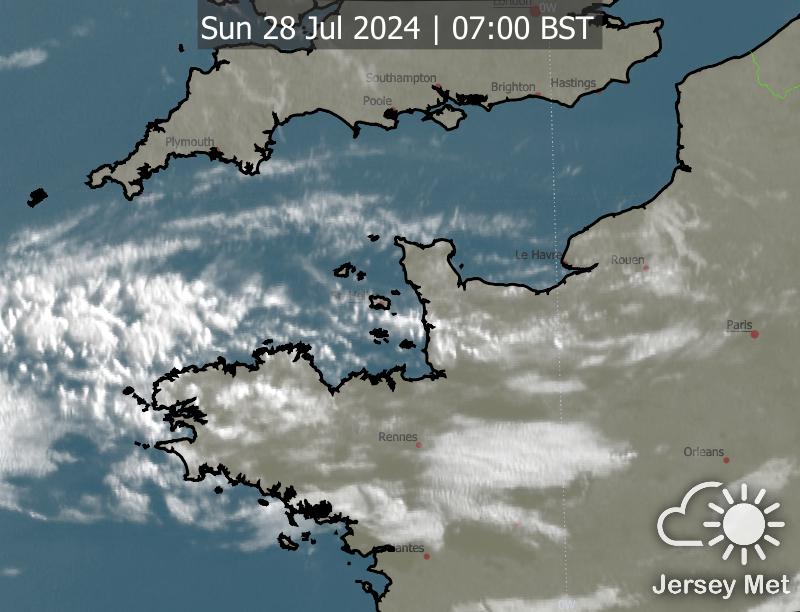 London
0W
Sun 28 Jul 2024 | 07:00 BST
Southampton
Brighton
Hastings
Poole
Plymouth
Le Havre
Rouen
Paris
Rennes
Orleans
antes
Jersey Met
0W